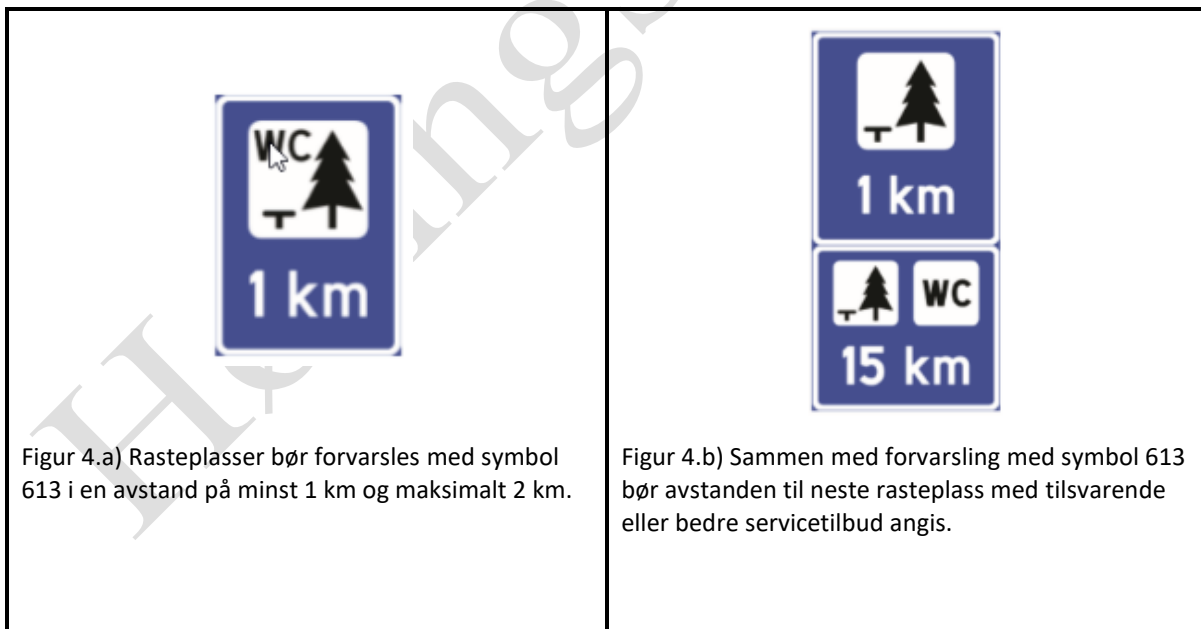 WC
1 km
1 km
WC
15 km
Figur 4.a) Rasteplasser bør forvarsles med symbol
613 i en avstand på minst 1 km og maksimalt 2 km.
Figur 4.b) Sammen med forvarsling med symbol 613
bør avstanden til neste rasteplass med tilsvarende
eller bedre servicetilbud angis.